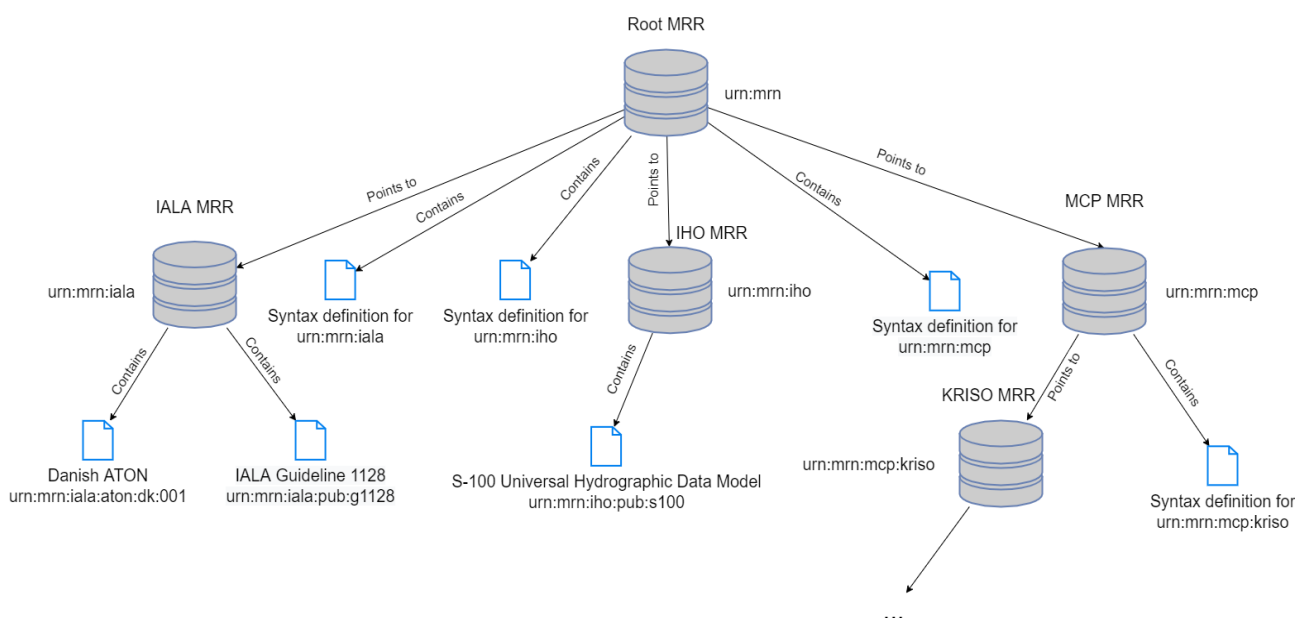 Root MRR
urn:mrn
Points to
Contains
Contains
Points to
Contains
Points to
IALA MRR
urn:mrn:iala
Syntax definition for
urn:mrn:iala
Syntax definition for
urn:mrn:iho
IHO MRR
urn:mrn:iho
Syntax definition for
urn:mrn:mcp
MCP MRR
urn:mrn:mcp
Contains
Contains
Contains
Points to
Contains
Danish ATON
urn:mrn:iala:aton:dk:001
IALA Guideline 1128
urn:mrn:iala:pub:g1128
S-100 Universal Hydrographic Data Model
urn:mrn:iho:pub:s100
KRISO MRR
urn:mrn:mcp:kriso
Syntax definition for
urn:mrn:mcp:kriso
...